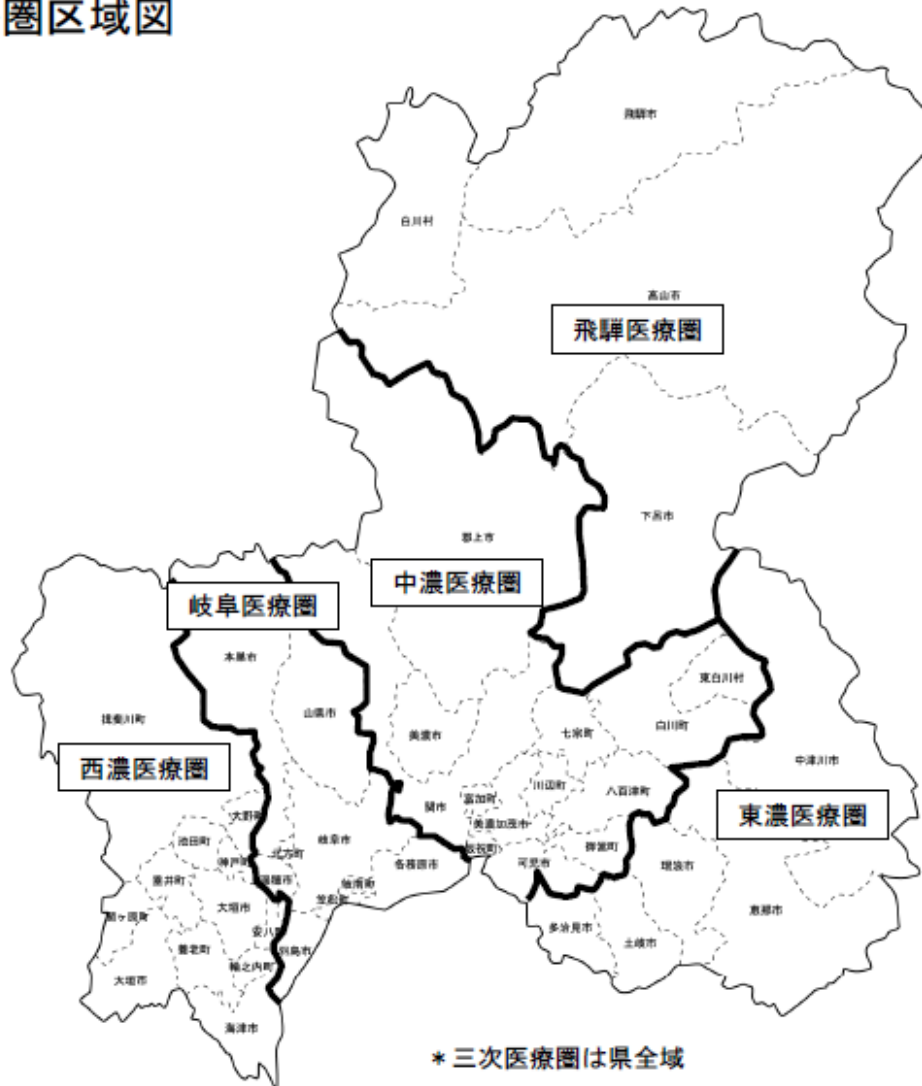 圏区域図
飛騨市
白川村
高山市
飛騨医療圏
下呂市
郡上市
中濃医療圏
岐阜医療圏
本巣市
東白川村
山県市
揖斐川町
美濃市
七宗町
白川町
中津川市
西濃医療圏
関市
富加町
川辺町
八百津町
東濃医療圏
大野町
美濃加茂市
池田町
岐阜市
坂祝町
御嵩町
神戸町
北方町
各務原市
可児市
瑞浪市
垂井町
瑞穂市
岐南町
笠松町
大垣市
関ヶ原町
恵那市
安八町
多治見市
養老町
羽島市
土岐市
輪之内町
大垣市
海津市
*三次医療圏は県全域